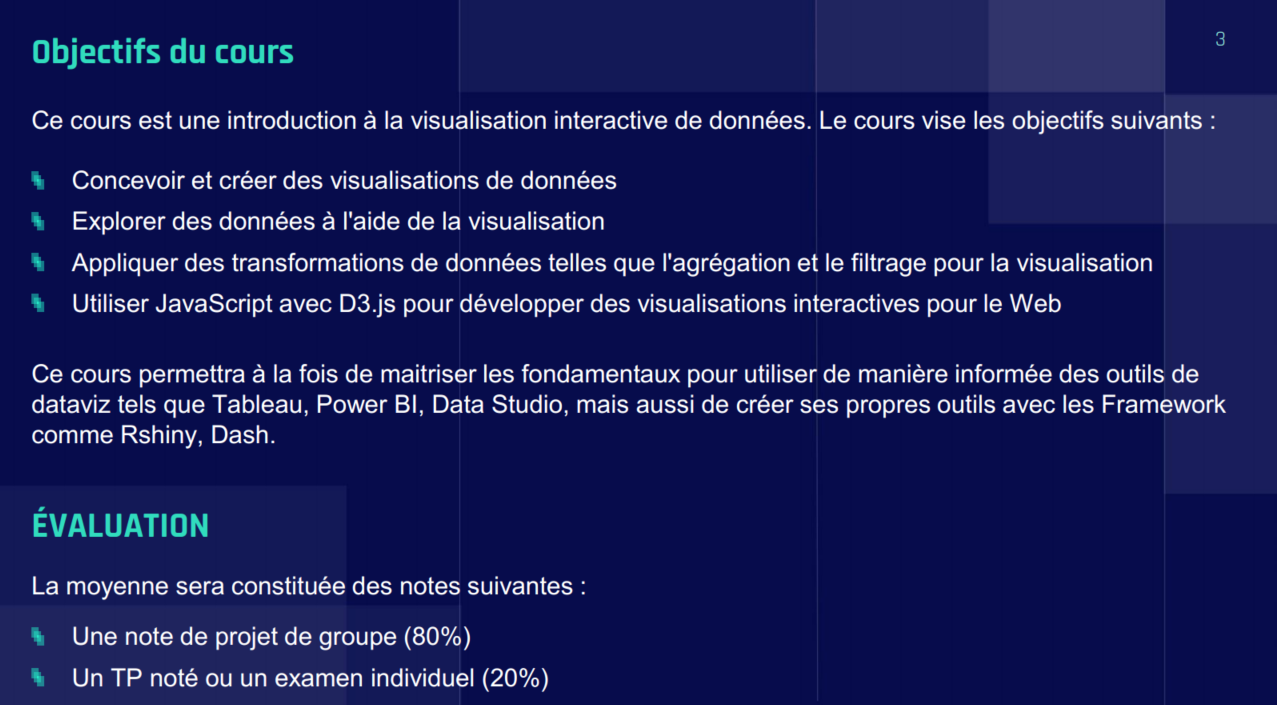 Objectifs du cours
3
Ce cours est une introduction à la visualisation interactive de données. Le cours vise les objectifs suivants :
Concevoir et créer des visualisations de données
Explorer des données à l'aide de la visualisation
Appliquer des transformations de données telles que l'agrégation et le filtrage pour la visualisation
Utiliser JavaScript avec D3.js pour développer des visualisations interactives pour le Web
Ce cours permettra à la fois de maitriser les fondamentaux pour utiliser de manière informée des outils de
dataviz tels que Tableau, Power BI, Data Studio, mais aussi de créer ses propres outils avec les Framework
comme Rshiny, Dash.
ÉVALUATION
La moyenne sera constituée des notes suivantes :
Une note de projet de groupe (80%)
Un TP noté ou un examen individuel (20%)